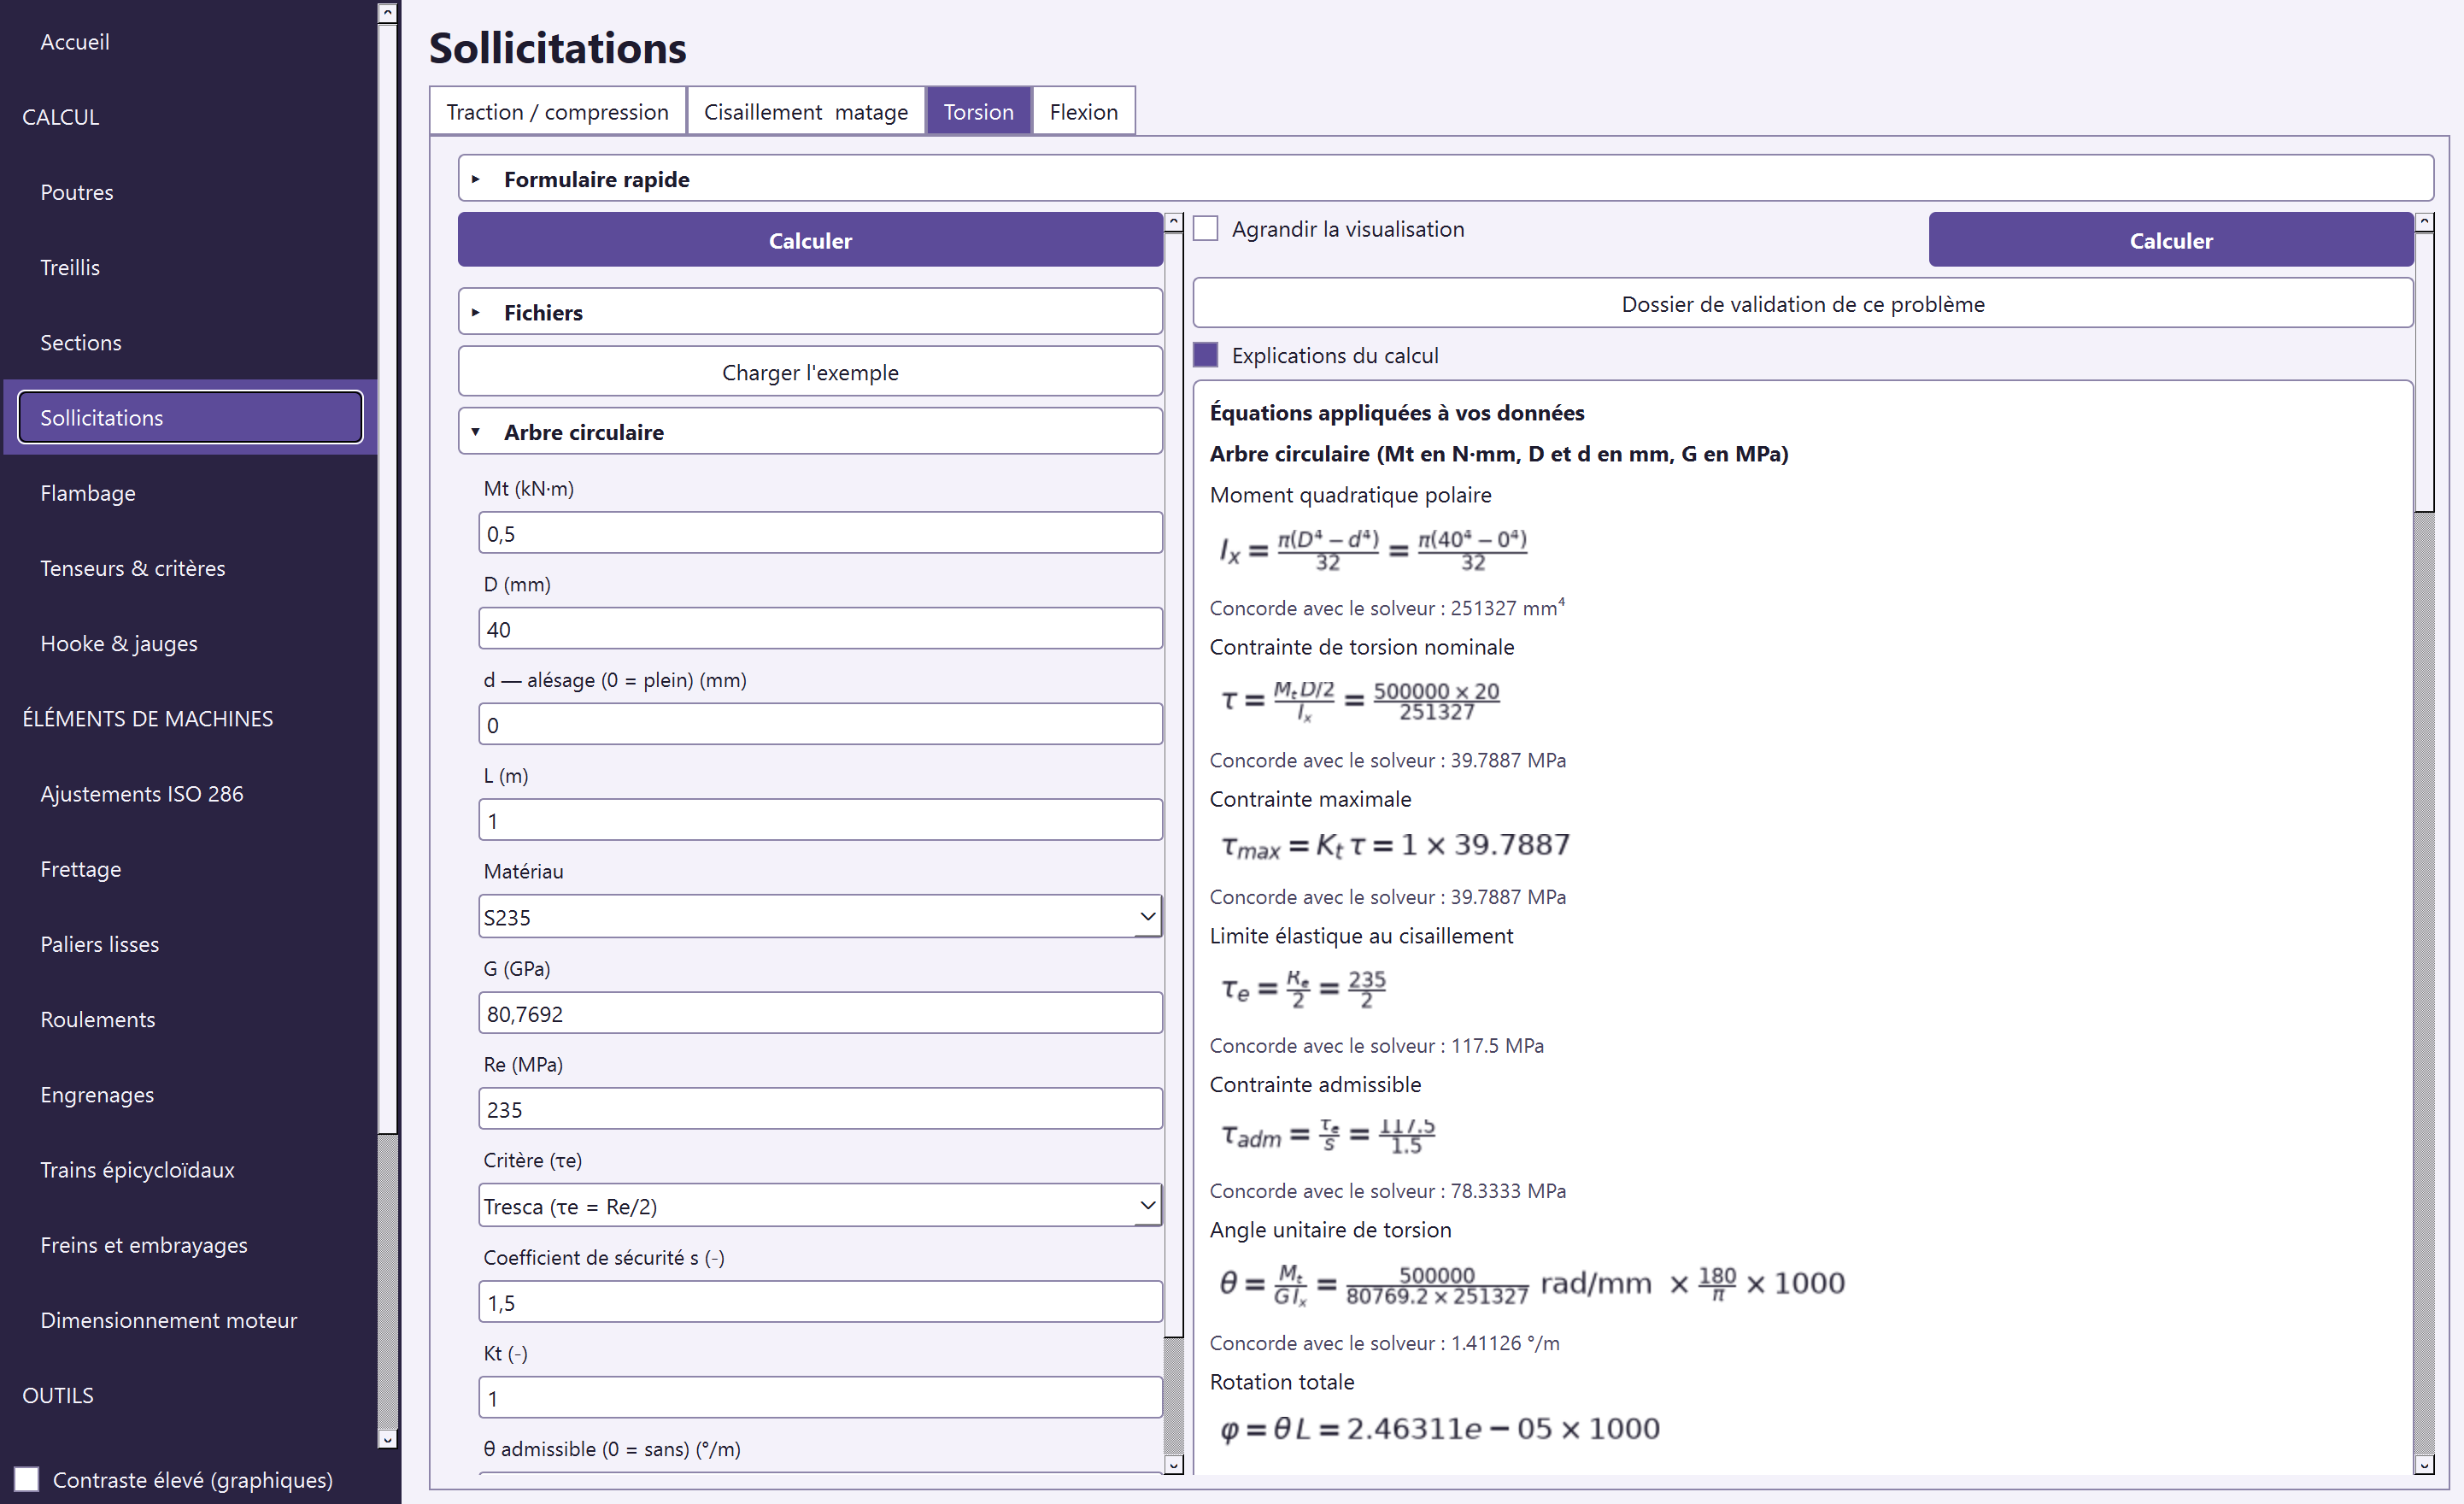 Accueil
CALCUL
Poutres
Treillis
Sections
Sollicitations
Flambage
Tenseurs & critères
Hooke & jauges
ÉLÉMENTS DE MACHINES
Ajustements ISO 286
Frettage
Paliers lisses
Roulements
Engrenages
Trains épicycloïdaux
Freins et embrayages
Dimensionnement moteur
OUTILS
Contraste élevé (graphiques)
Sollicitations
Traction / compression
Cisaillement matage
Torsion
Flexion
Formulaire rapide
Calculer
Fichiers
Charger l'exemple
Arbre circulaire
Mt (kN·m)
0,5
D (mm)
40
d — alésage (0 = plein) (mm)
0
L (m)
1
Matériau
S235
G (GPa)
80,7692
Re (MPa)
235
Critère (τe)
Tresca (τe = Re/2)
Coefficient de sécurité s (-)
1,5
Kt (-)
1
θ admissible (0 = sans) (°/m)
Agrandir la visualisation
Calculer
Dossier de validation de ce problème
Explications du calcul
Équations appliquées à vos données
Arbre circulaire (Mt en N·mm, D et d en mm, G en MPa)
Moment quadratique polaire
I_x = π(D⁴ − d⁴)/32 = π(40⁴ − 0⁴)/32
Concorde avec le solveur : 251327 mm⁴
Contrainte de torsion nominale
τ = M_t D/2 / I_x = 500000 × 20 / 251327
Concorde avec le solveur : 39.7887 MPa
Contrainte maximale
τ_max = K_t τ = 1 × 39.7887
Concorde avec le solveur : 39.7887 MPa
Limite élastique au cisaillement
τ_e = R_e/2 = 235/2
Concorde avec le solveur : 117.5 MPa
Contrainte admissible
τ_adm = τ_e/s = 117.5/1.5
Concorde avec le solveur : 78.3333 MPa
Angle unitaire de torsion
θ = M_t / G I_x = 500000 / 80769.2 × 251327 rad/mm × 180/π × 1000
Concorde avec le solveur : 1.41126 °/m
Rotation totale
φ = θ L = 2.46311e − 05 × 1000